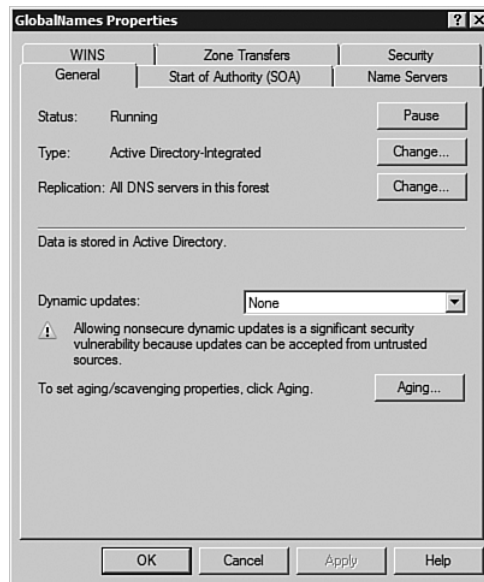 GlobalNames Properties
WINS Zone Transfers Security
General Start of Authority (SOA) Name Servers
Status: Running Pause
Type: Active Directory-Integrated Change...
Replication: All DNS servers in this forest Change...
Data is stored in Active Directory.
Dynamic updates: None
Allowing nonsecure dynamic updates is a significant security
vulnerability because updates can be accepted from untrusted
sources.
To set aging/scavenging properties, click Aging. Aging...
OK Cancel Apply Help